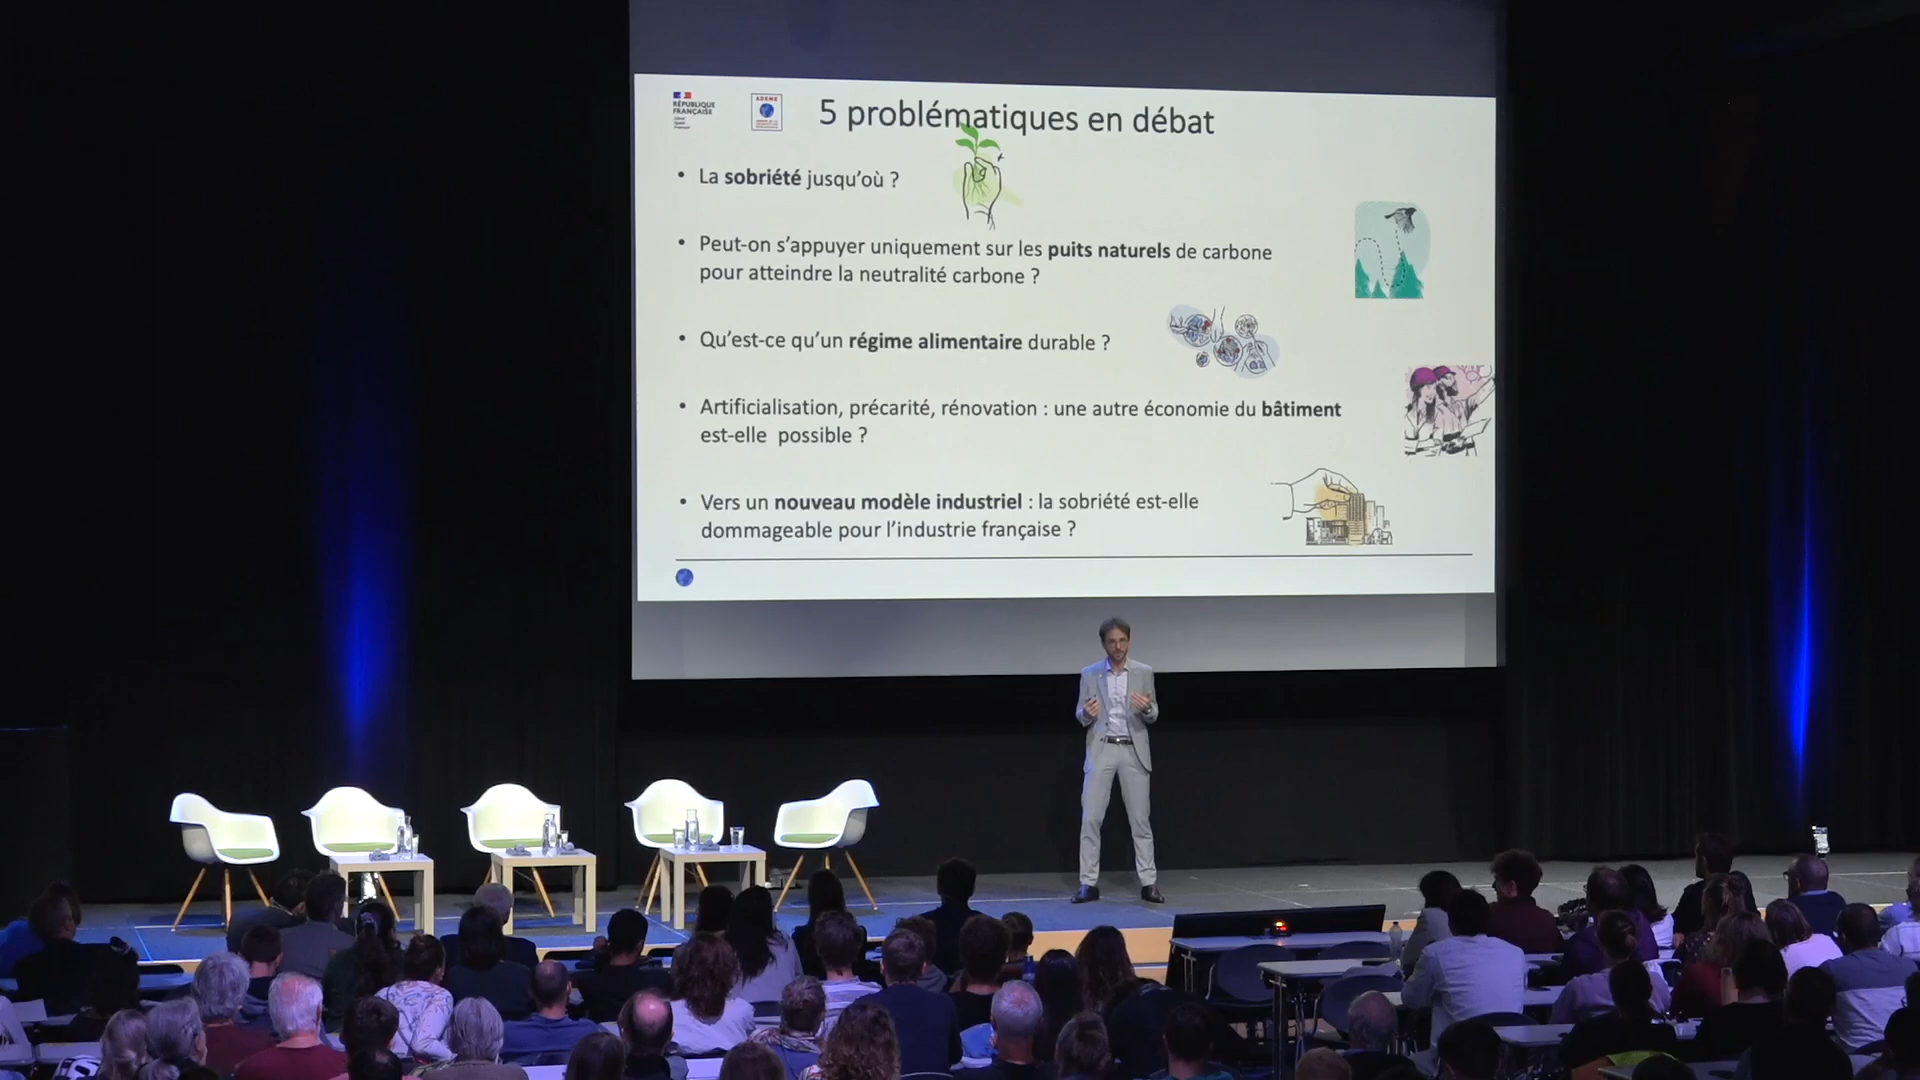 RÉPUBLIQUE
FRANÇAISE
ADEME
5 problématiques en débat
• La sobriété jusqu’où ?
• Peut-on s’appuyer uniquement sur les puits naturels de carbone
pour atteindre la neutralité carbone ?
• Qu’est-ce qu’un régime alimentaire durable ?
• Artificialisation, précarité, rénovation : une autre économie du bâtiment
est-elle possible ?
• Vers un nouveau modèle industriel : la sobriété est-elle
dommageable pour l’industrie française ?